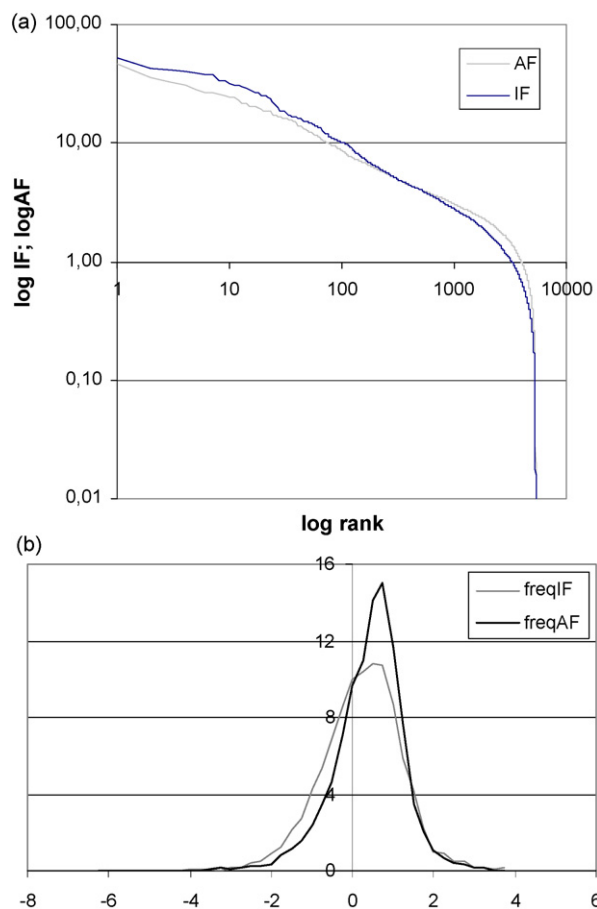 (a)
100,00
AF
IF
10,00
log IF; logAF
1,00
1 10 100 1000 10000
0,10
0,01
log rank
(b)
16
freqIF
freqAF
12
8
4
0
-8 -6 -4 -2 0 2 4 6